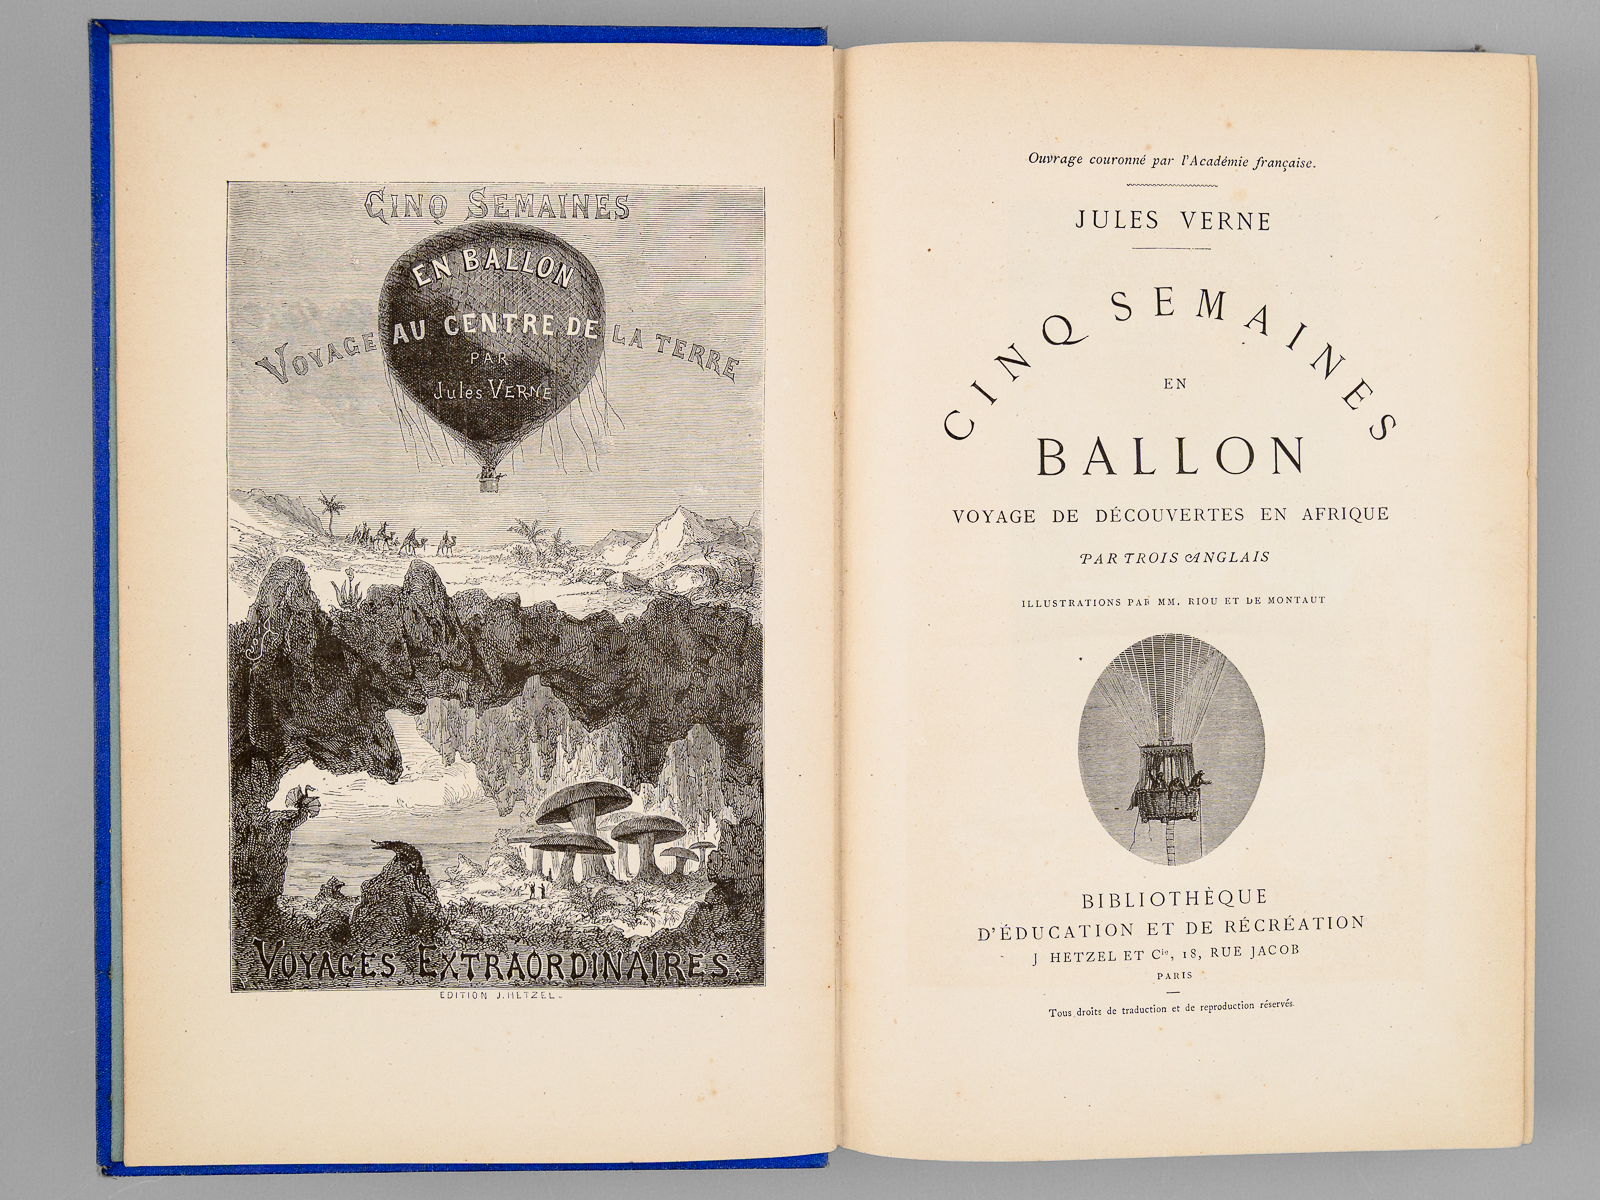 CINQ SEMAINES
EN BALLON
VOYAGE AU CENTRE DE LA TERRE
PAR
Jules VERNE
VOYAGES EXTRAORDINAIRES.
EDITION J. HETZEL.
Ouvrage couronné par l'Académie française.
JULES VERNE
CINQ SEMAINES
EN
BALLON
VOYAGE DE DÉCOUVERTES EN AFRIQUE
PAR TROIS ANGLAIS
ILLUSTRATIONS PAR MM. RIOU ET DE MONTAUT
BIBLIOTHÈQUE
D'ÉDUCATION ET DE RÉCRÉATION
J HETZEL ET Cie, 18, RUE JACOB
PARIS
Tous droits de traduction et de reproduction réservés.